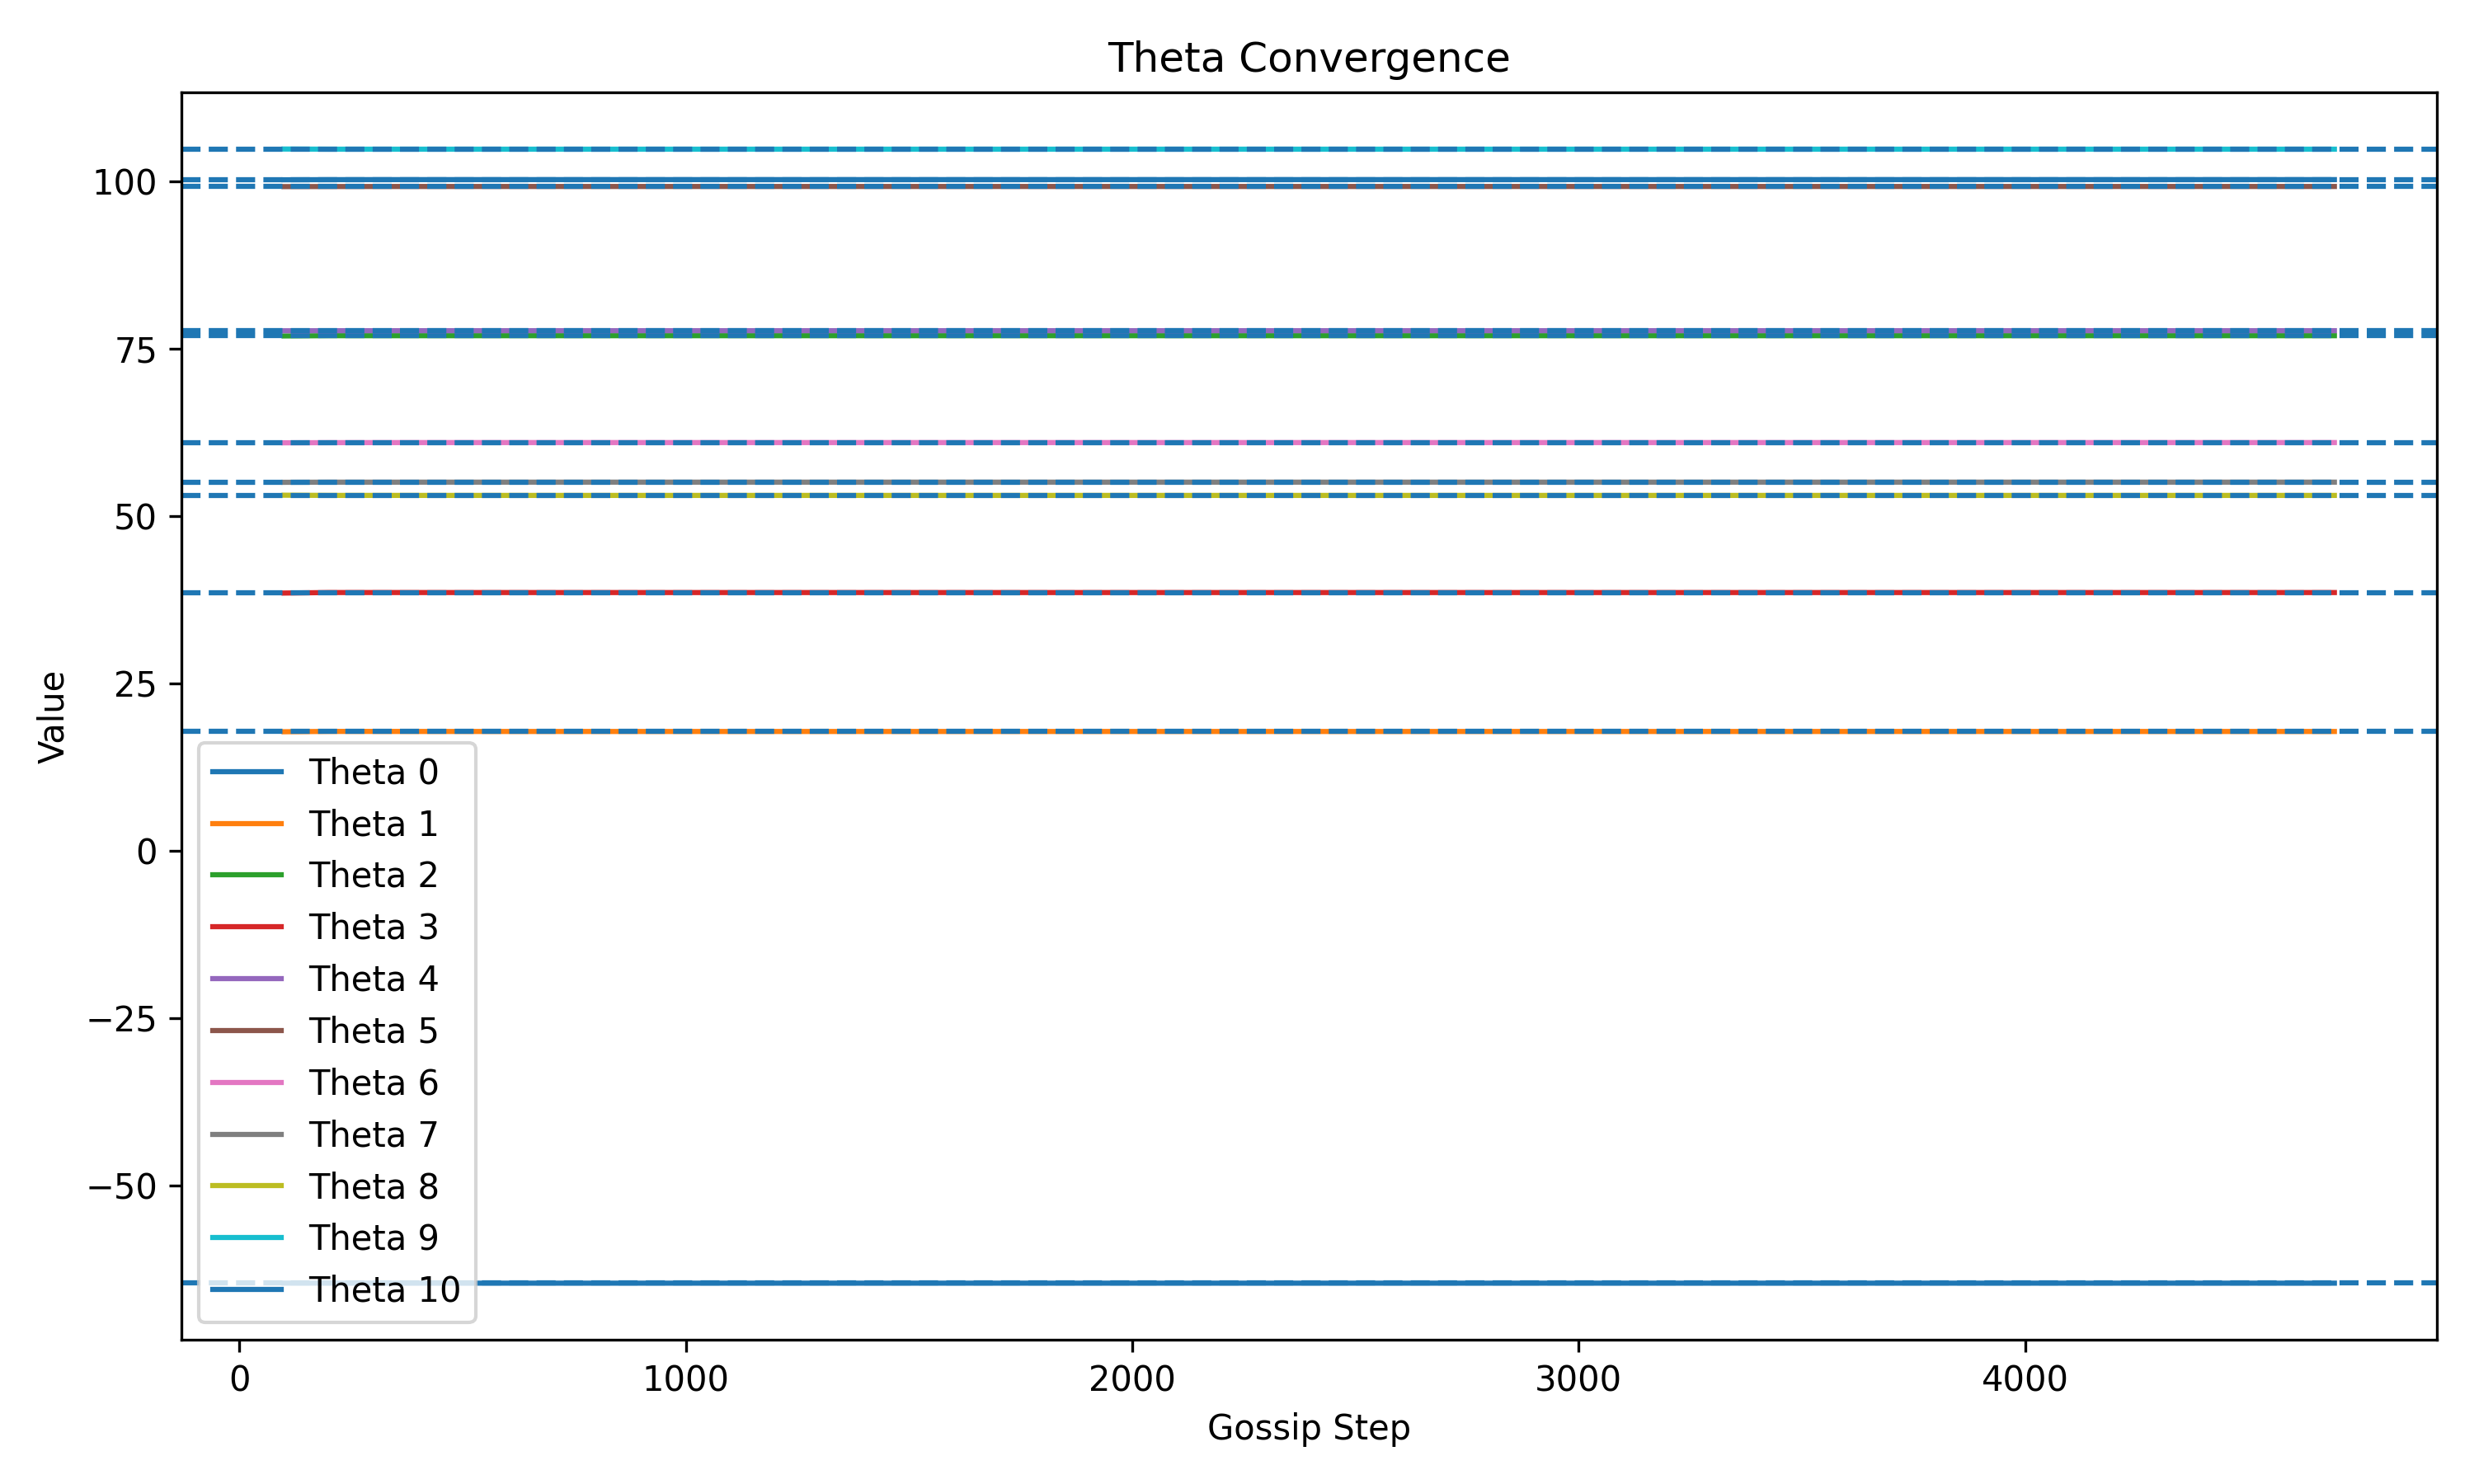 Theta Convergence
100
75
50
25
0
−25
−50
Value
Theta 0
Theta 1
Theta 2
Theta 3
Theta 4
Theta 5
Theta 6
Theta 7
Theta 8
Theta 9
Theta 10
0 1000 2000 3000 4000
Gossip Step